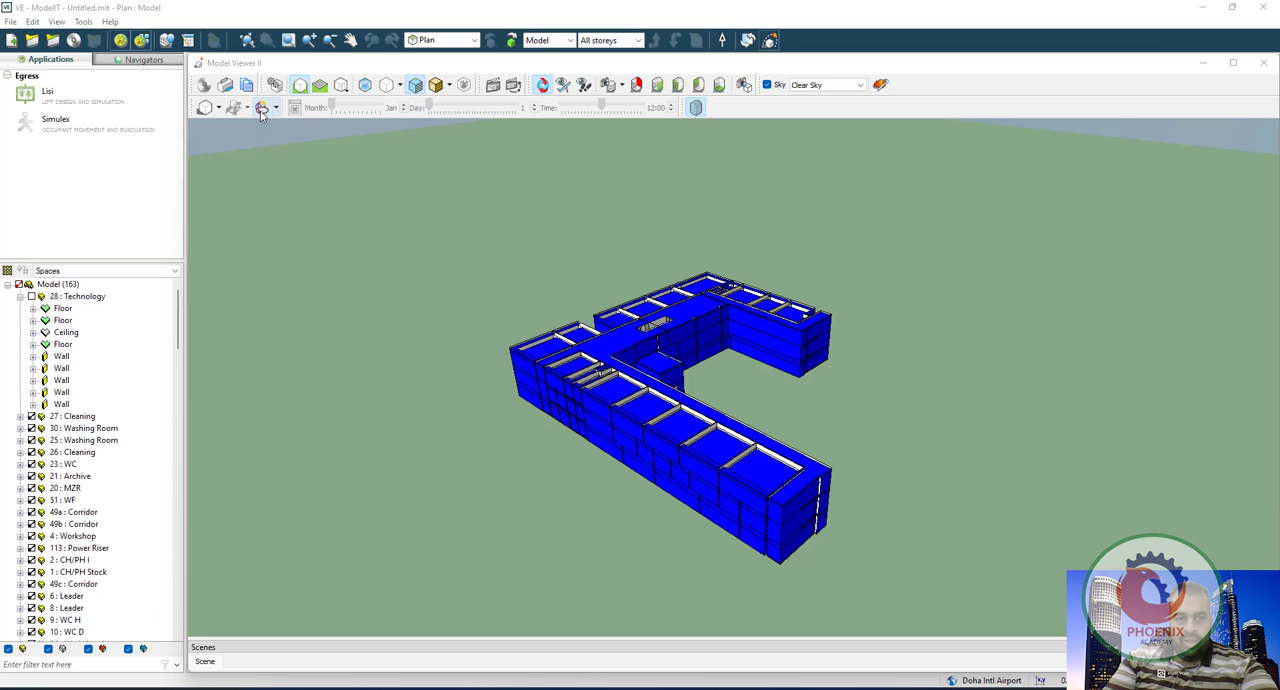 VE - ModelIT - Untitled.mit - Plan : Model
File Edit View Tools Help
Plan
Model
All storeys
Applications
Navigators
Model Viewer II
Egress
Lisi
LIFT DESIGN AND SIMULATION
Simulex
OCCUPANT MOVEMENT AND EVACUATION
Sky
Clear Sky
Month:
Jan
Day:
1
Time:
12:00
Spaces
Model (163)
28 : Technology
Floor
Floor
Ceiling
Floor
Wall
Wall
Wall
Wall
Wall
27 : Cleaning
30 : Washing Room
25 : Washing Room
26 : Cleaning
23 : WC
21 : Archive
20 : MZR
51 : WF
49a : Corridor
49b : Corridor
4 : Workshop
113 : Power Riser
2 : CH/PH I
1 : CH/PH Stock
49c : Corridor
6 : Leader
8 : Leader
9 : WC H
10 : WC D
Enter filter text here
Scenes
Scene
Doha Intl Airport
PHOENIX
ACADEMY